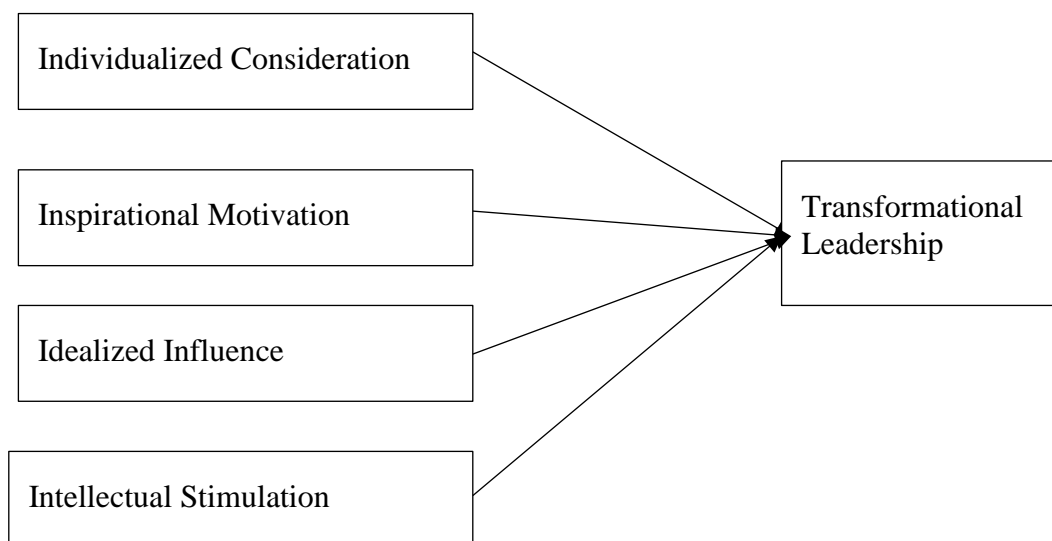 Individualized Consideration
Inspirational Motivation
Transformational
Leadership
Idealized Influence
Intellectual Stimulation